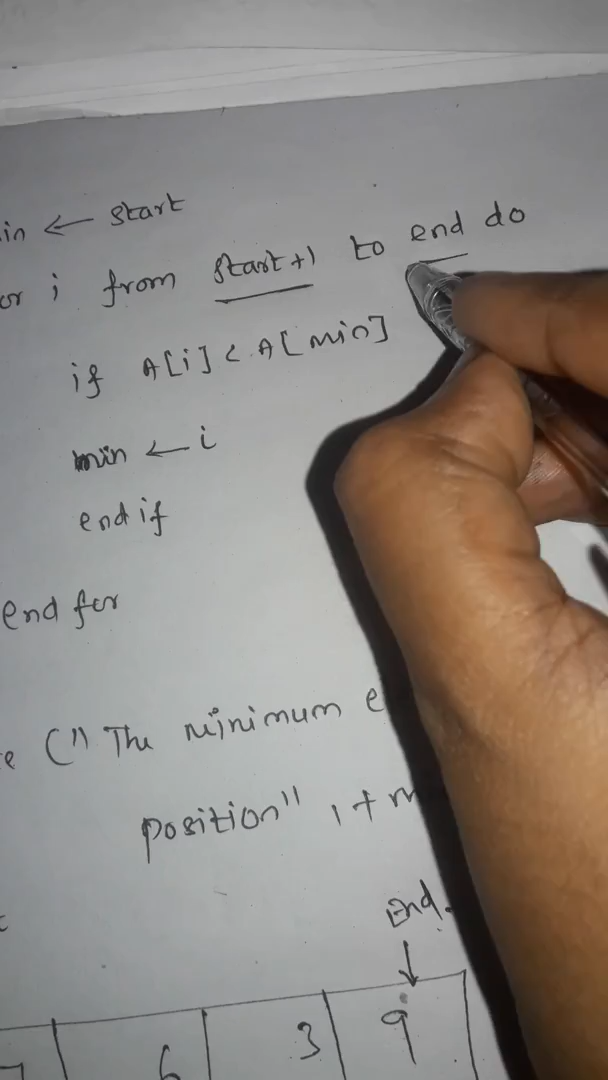 in ← start
or i from start+1 to end do
if A[i] < A[min]
min ← i
end if
end for
e (" The minimum e
position" , + m
End.
6 3 9